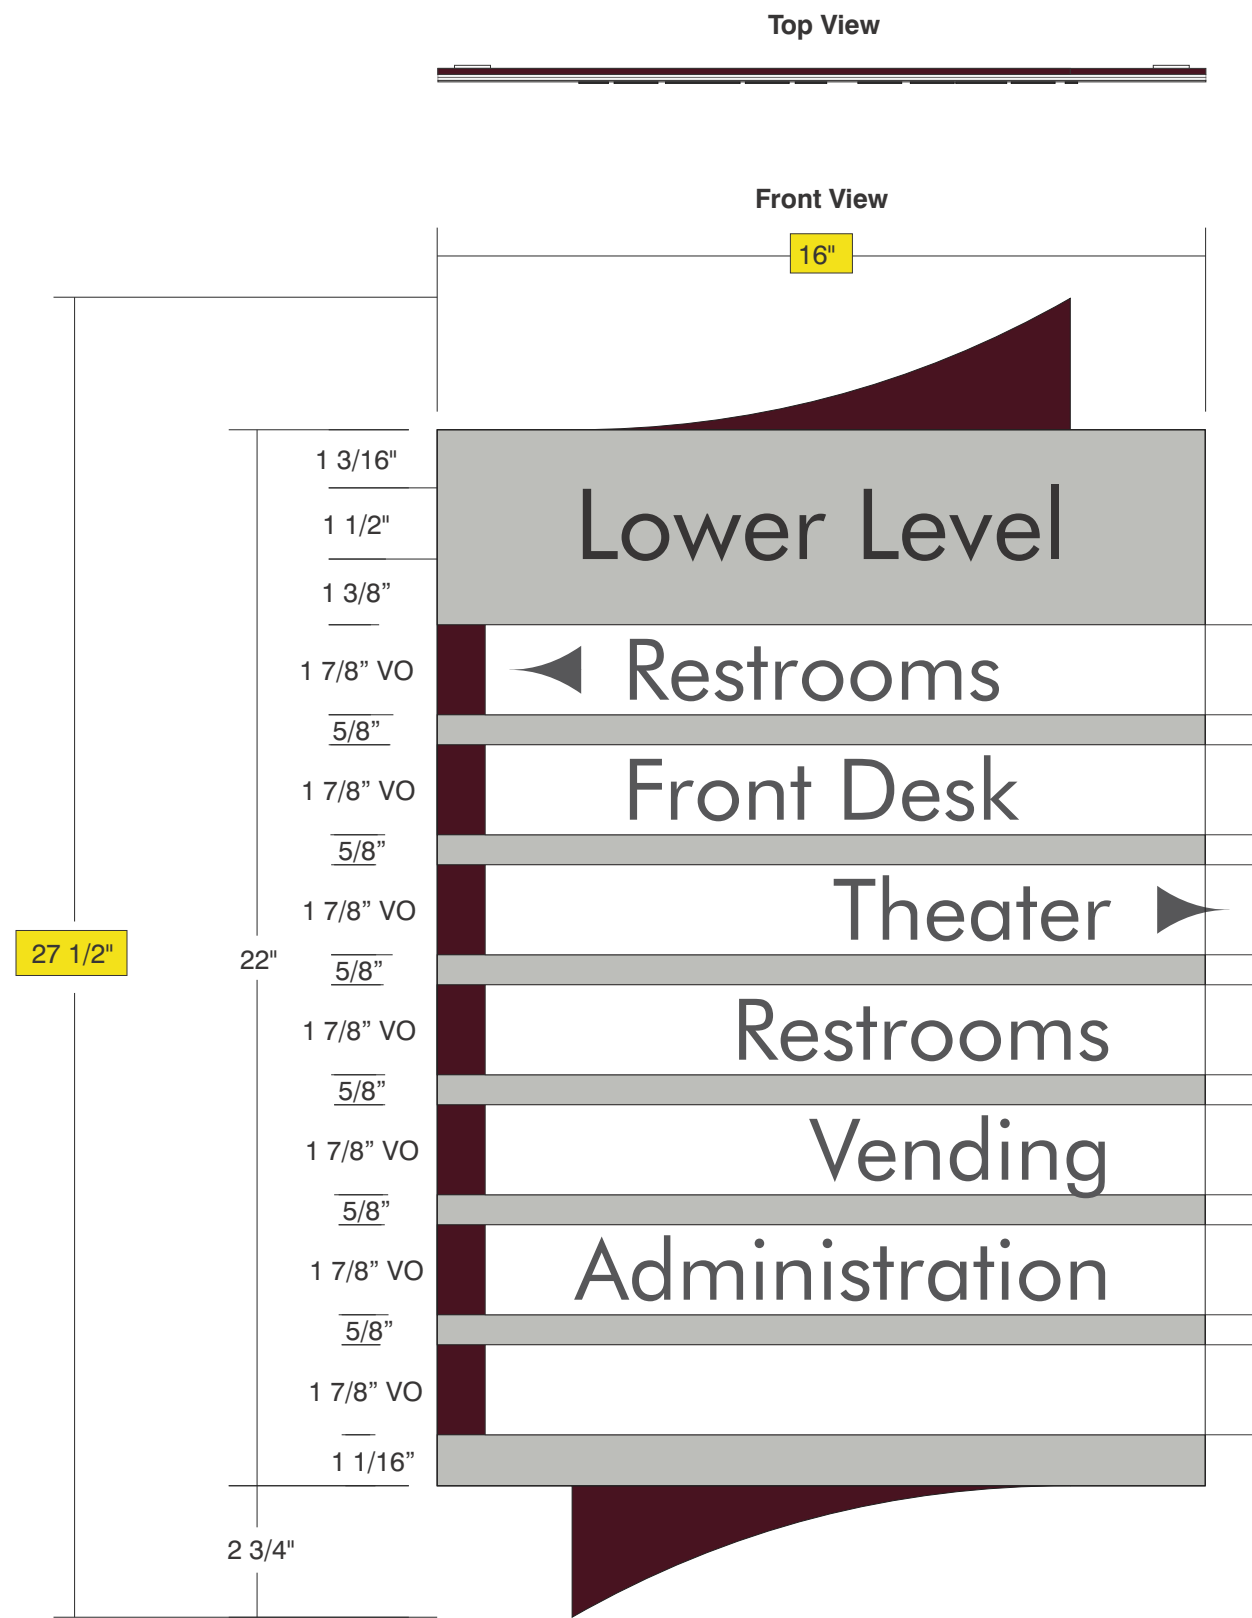 Top View
Front View
16"
1 3/16"
1 1/2"
Lower Level
1 3/8”
1 7/8” VO
Restrooms
5/8”
1 7/8” VO
Front Desk
5/8”
1 7/8” VO
Theater
27 1/2"
22"
5/8”
1 7/8” VO
Restrooms
5/8”
1 7/8” VO
Vending
5/8”
1 7/8” VO
Administration
5/8”
1 7/8” VO
1 1/16”
2 3/4"